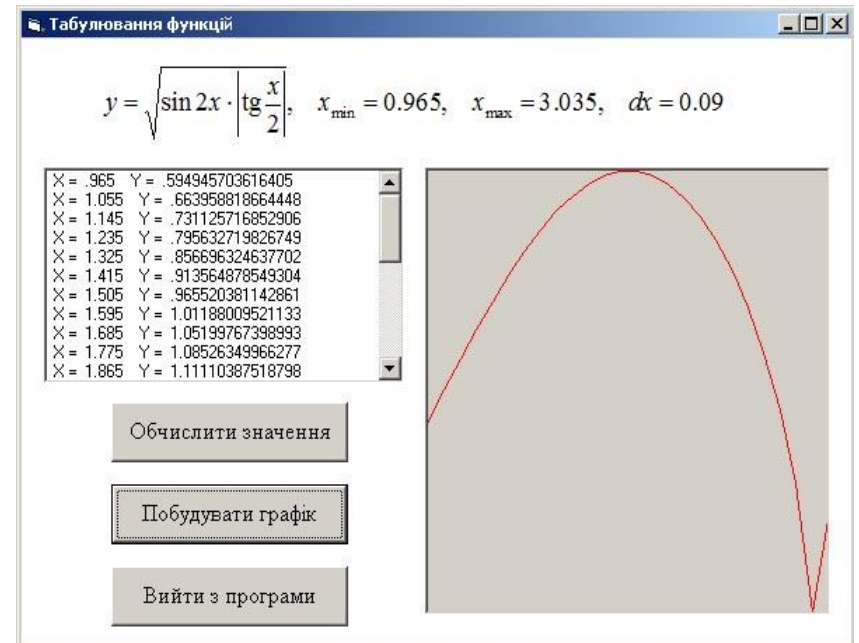 Табулювання функцій
y = √(sin 2x · |tg x/2|), x_min = 0.965, x_max = 3.035, dx = 0.09
X = .965 Y = .594945703616405
X = 1.055 Y = .663958818664448
X = 1.145 Y = .731125716852906
X = 1.235 Y = .795632719826749
X = 1.325 Y = .856696324637702
X = 1.415 Y = .913564878549304
X = 1.505 Y = .965520381142861
X = 1.595 Y = 1.01188009521133
X = 1.685 Y = 1.05199767398993
X = 1.775 Y = 1.08526349966277
X = 1.865 Y = 1.11110387518798
Обчислити значення
Побудувати графік
Вийти з програми